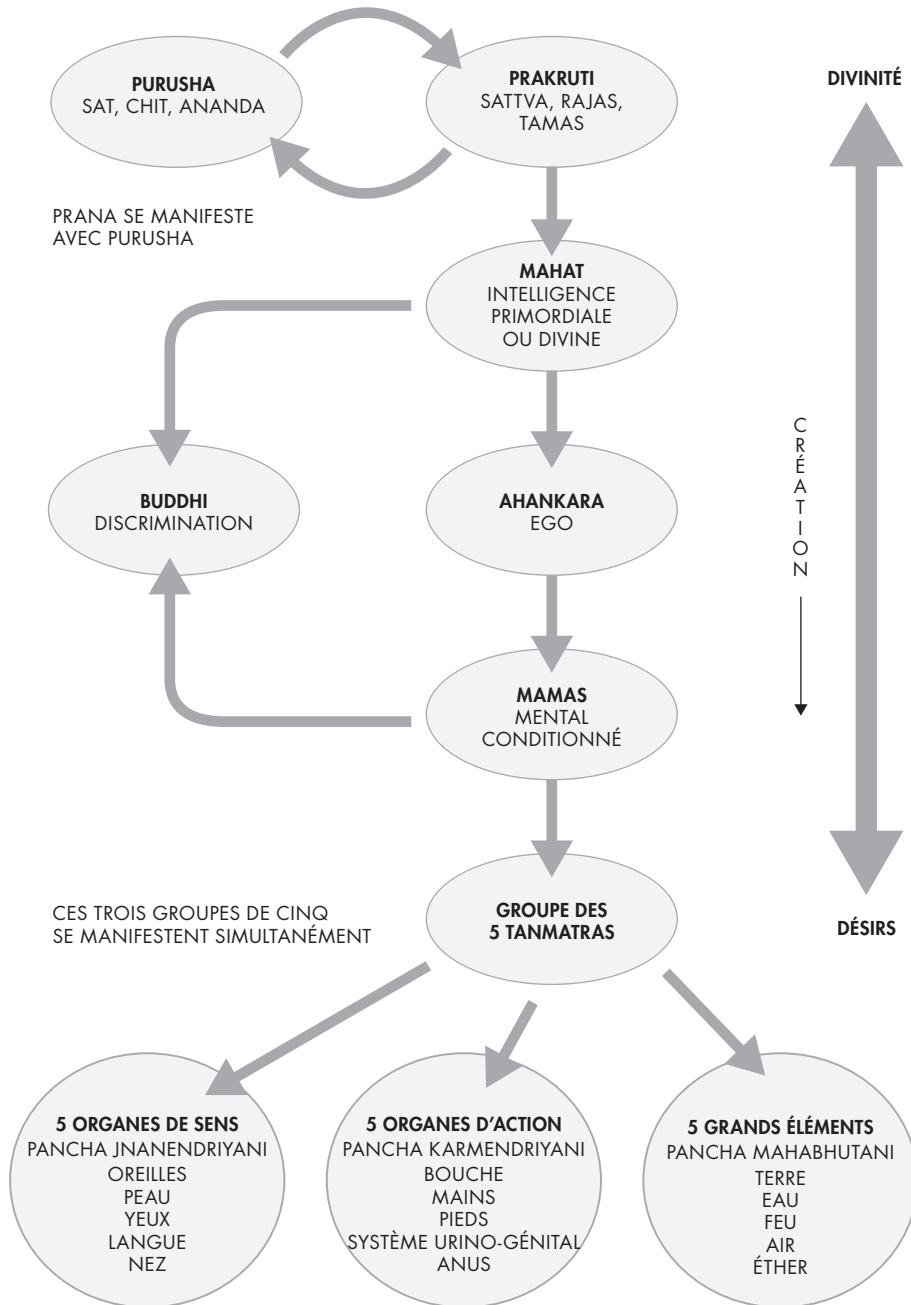 PURUSHA
SAT, CHIT, ANANDA
PRAKRUTI
SATTVA, RAJAS,
TAMAS
DIVINITÉ
PRANA SE MANIFESTE
AVEC PURUSHA
MAHAT
INTELLIGENCE
PRIMORDIALE
OU DIVINE
BUDDHI
DISCRIMINATION
AHANKARA
EGO
CRÉATION
MAMAS
MENTAL
CONDITIONNÉ
CES TROIS GROUPES DE CINQ
SE MANIFESTENT SIMULTANÉMENT
GROUPE DES
5 TANMATRAS
DÉSIRS
5 ORGANES DE SENS
PANCHA JNANENDRIYANI
OREILLES
PEAU
YEUX
LANGUE
NEZ
5 ORGANES D'ACTION
PANCHA KARMENDRIYANI
BOUCHE
MAINS
PIEDS
SYSTÈME URINO-GÉNITAL
ANUS
5 GRANDS ÉLÉMENTS
PANCHA MAHABHUTANI
TERRE
EAU
FEU
AIR
ÉTHER